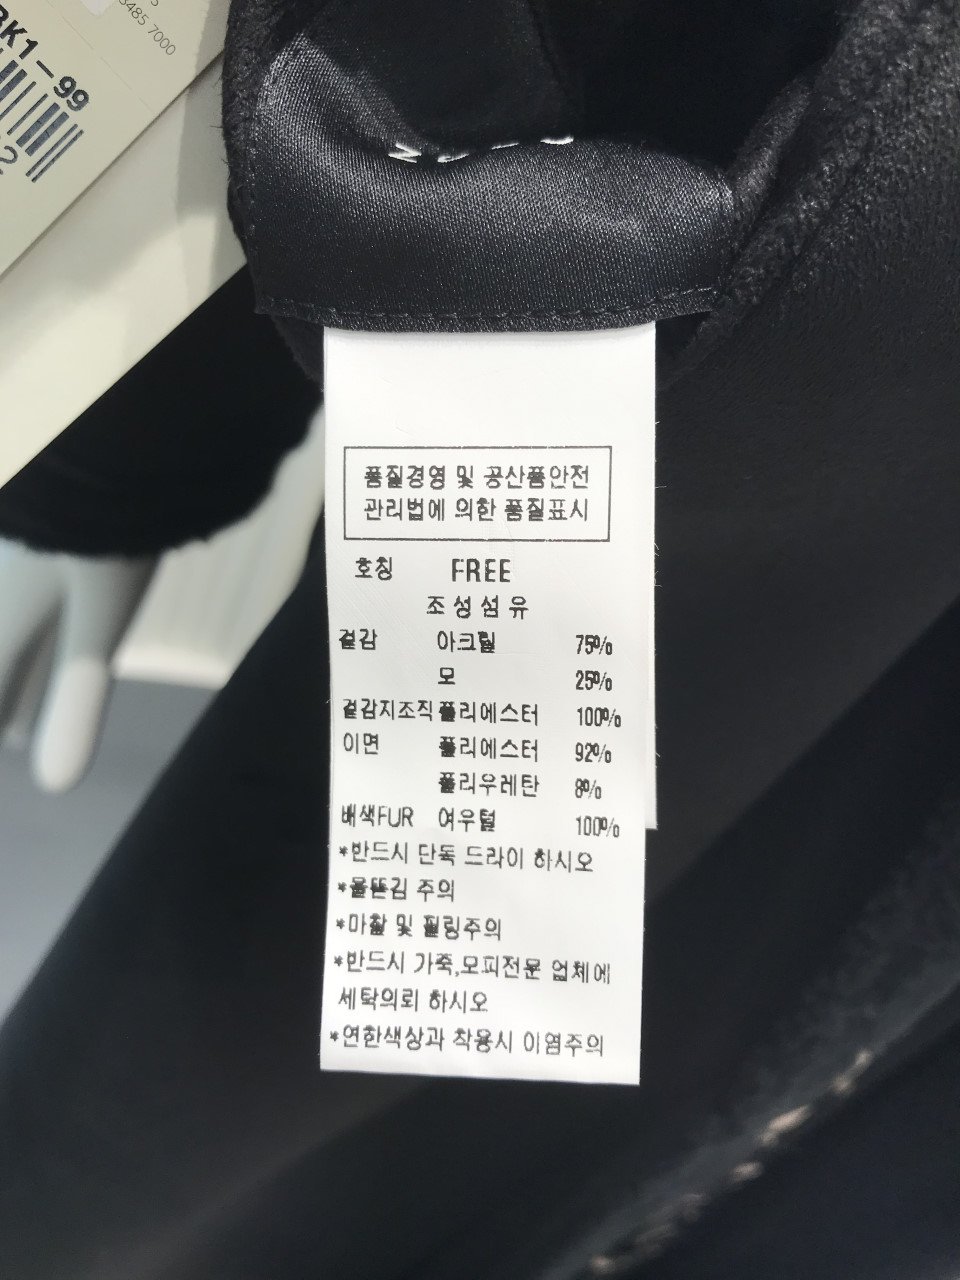 BK1-99
3485 7000
2
품질경영 및 공산품안전
관리법에 의한 품질표시
호칭 FREE
조성섬유
겉감 아크릴 75%
모 25%
겉감지조직 폴리에스터 100%
이면 폴리에스터 92%
폴리우레탄 8%
배색FUR 여우털 100%
*반드시 단독 드라이 하시오
*물뜯김 주의
*마찰 및 필링주의
*반드시 가죽,모피전문 업체에
세탁의뢰 하시오
*연한색상과 착용시 이염주의